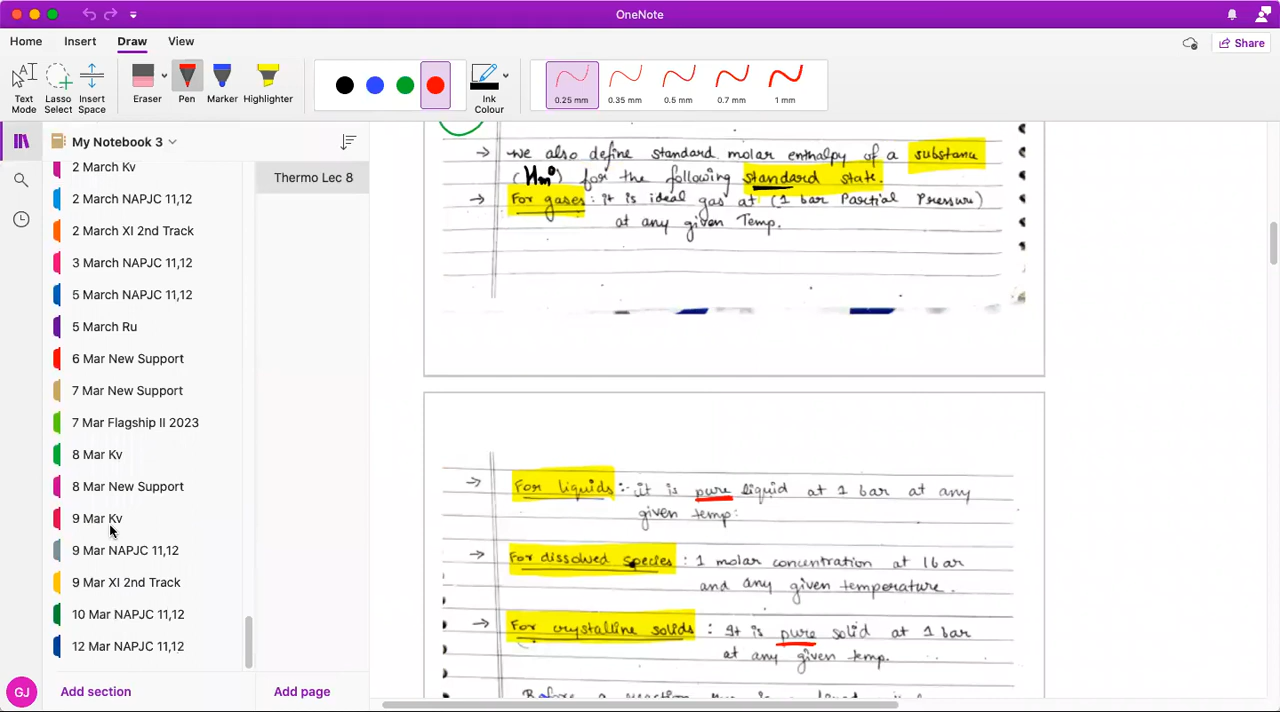 OneNote
Home Insert Draw View
Share
Text Mode
Lasso Select
Insert Space
Eraser
Pen
Marker
Highlighter
Ink Colour
0.25 mm 0.35 mm 0.5 mm 0.7 mm 1 mm
My Notebook 3
2 March Kv
2 March NAPJC 11,12
2 March XI 2nd Track
3 March NAPJC 11,12
5 March NAPJC 11,12
5 March Ru
6 Mar New Support
7 Mar New Support
7 Mar Flagship II 2023
8 Mar Kv
8 Mar New Support
9 Mar Kv
9 Mar NAPJC 11,12
9 Mar XI 2nd Track
10 Mar NAPJC 11,12
12 Mar NAPJC 11,12
GJ
Add section
Thermo Lec 8
Add page
→ we also define standard molar enthalpy of a substance
(Hm°) for the following standard state.
→ For gases : it is ideal gas at (1 bar Partial Pressure)
at any given Temp.
→ For liquids : it is pure liquid at 1 bar at any
given temp:
→ For dissolved species : 1 molar concentration at 1 bar
and any given temperature.
→ For crystalline solids : It is pure solid at 1 bar
at any given temp.
Before a reaction